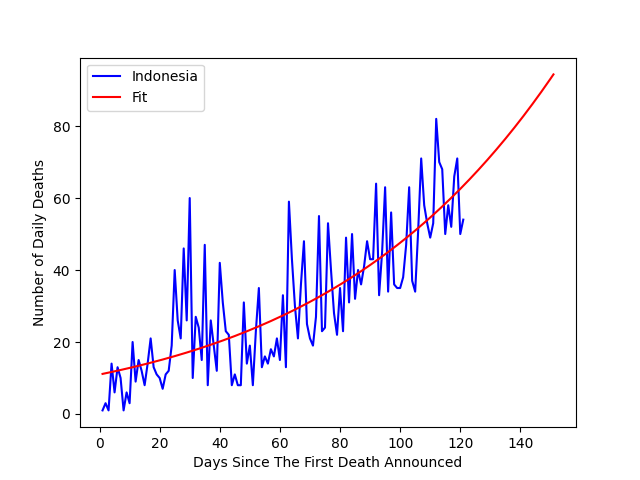 Indonesia
Fit
Number of Daily Deaths
80
60
40
20
0
0 20 40 60 80 100 120 140
Days Since The First Death Announced